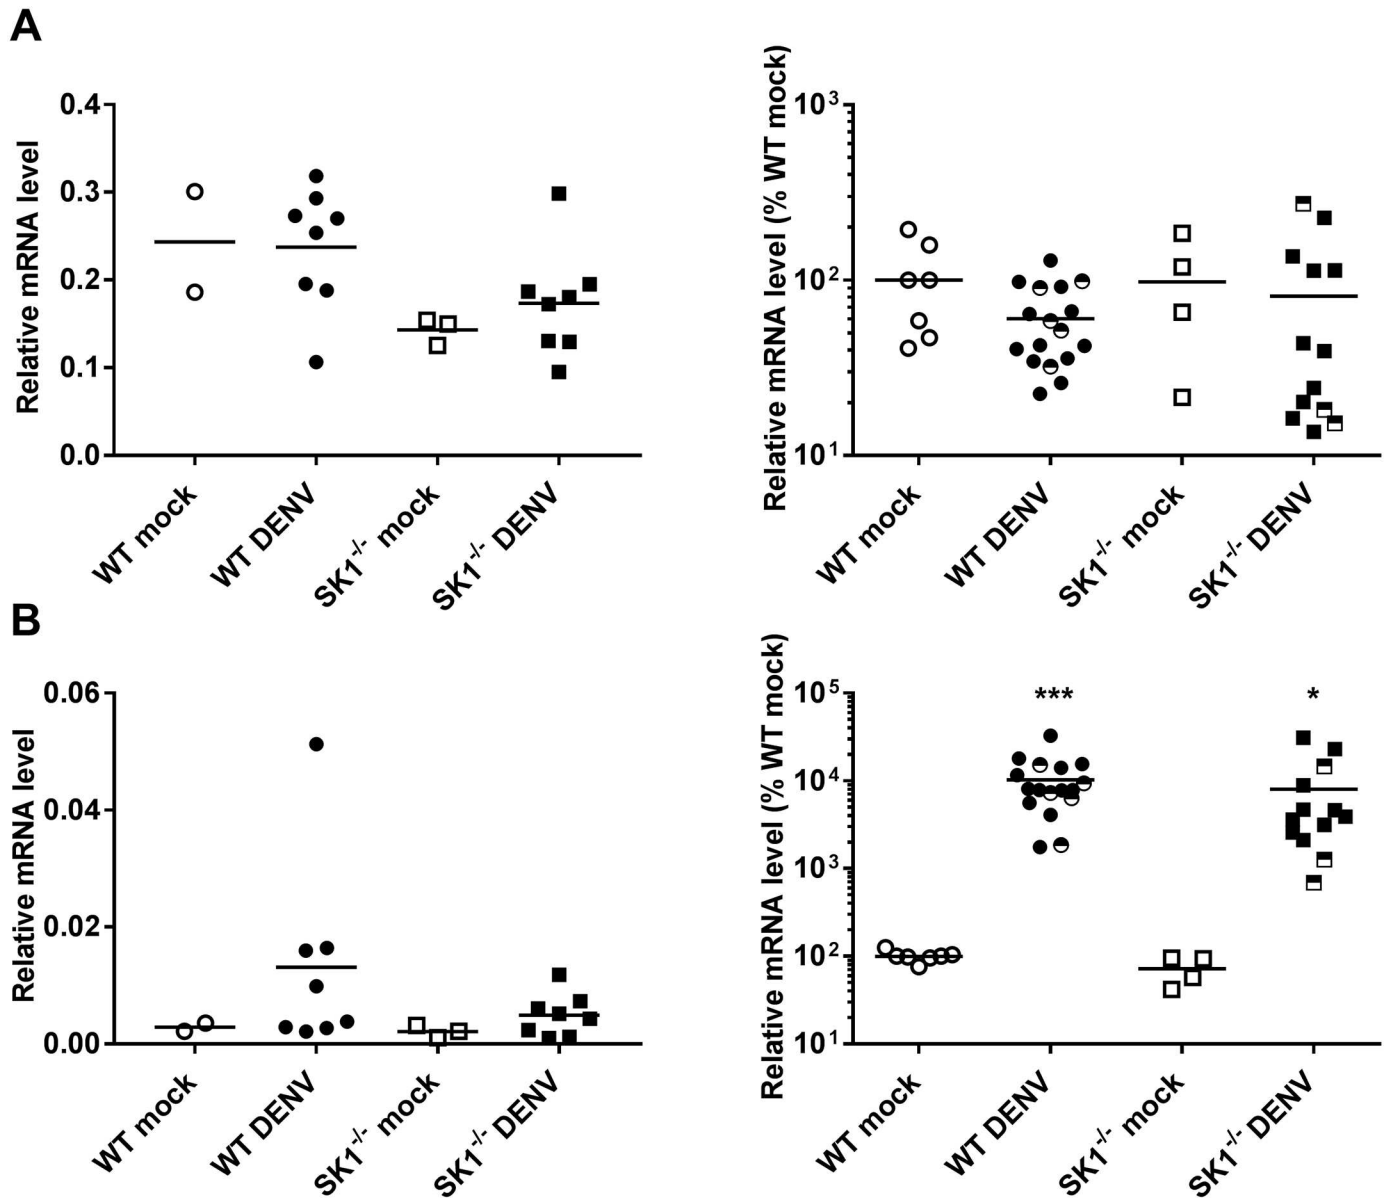 A
Relative mRNA level
0.4
0.3
0.2
0.1
0.0
WT mock
WT DENV
SK1-/- mock
SK1-/- DENV
Relative mRNA level (% WT mock)
10³
10²
10¹
WT mock
WT DENV
SK1-/- mock
SK1-/- DENV
B
Relative mRNA level
0.06
0.04
0.02
0.00
WT mock
WT DENV
SK1-/- mock
SK1-/- DENV
Relative mRNA level (% WT mock)
10⁵
10⁴
10³
10²
10¹
***
*
WT mock
WT DENV
SK1-/- mock
SK1-/- DENV